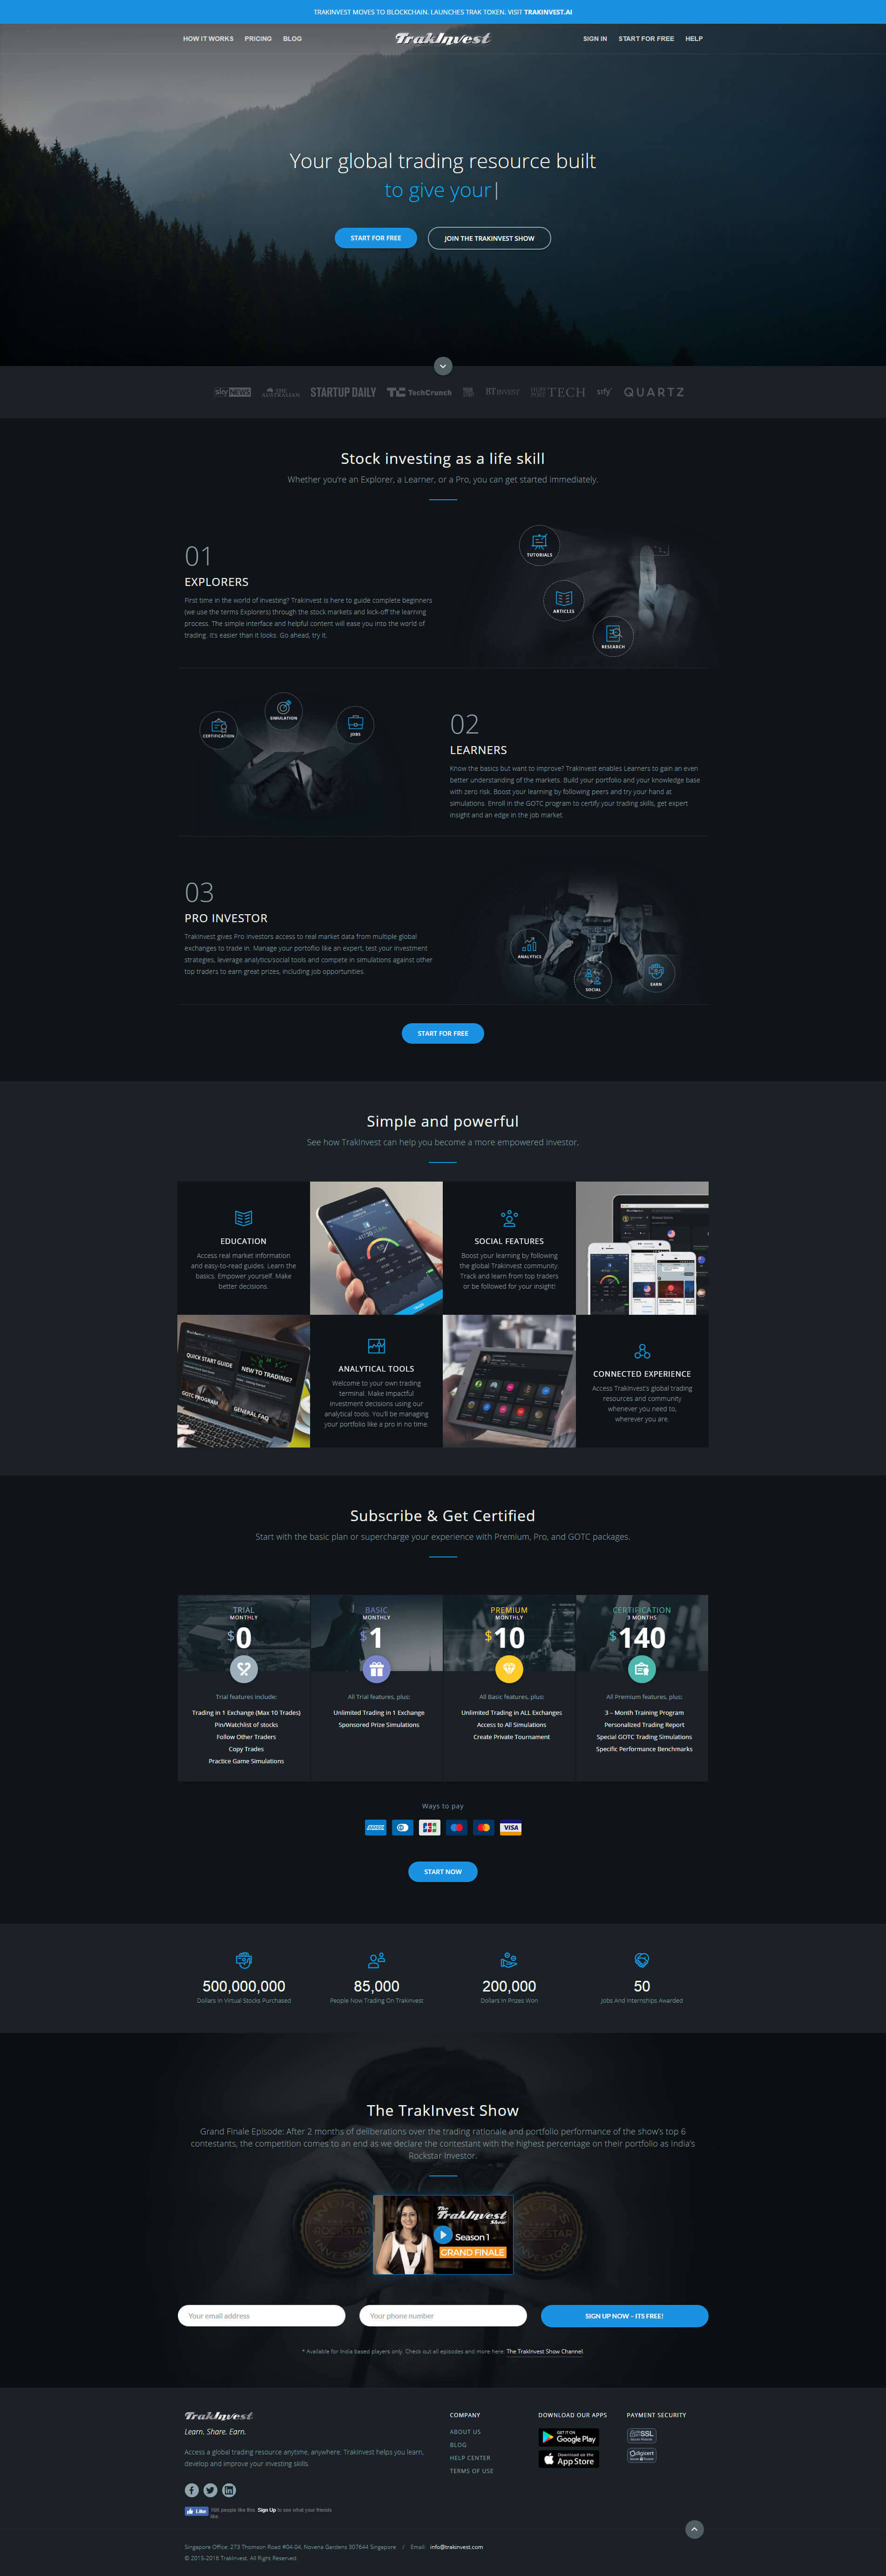 TRAKINVEST MOVES TO BLOCKCHAIN. LAUNCHES TRAK TOKEN. VISIT TRAKINVEST.AI
HOW IT WORKS PRICING BLOG TrakInvest SIGN IN START FOR FREE HELP
Your global trading resource built
to give your|
START FOR FREE JOIN THE TRAKINVEST SHOW
sky NEWS THE AUSTRALIAN STARTUP DAILY TechCrunch BT INVEST HUFF POST TECH stfy QUARTZ
Stock investing as a life skill
Whether you're an Explorer, a Learner, or a Pro, you can get started immediately.
01
EXPLORERS
First time in the world of investing? TrakInvest is here to guide complete beginners
(we use the terms Explorers) through the stock markets and kick-off the learning
process. The simple interface and helpful content will ease you into the world of
trading. It's easier than it looks. Go ahead, try it.
TUTORIALS
ARTICLES
RESEARCH
CERTIFICATION
SIMULATION
JOBS
02
LEARNERS
Know the basics but want to improve? TrakInvest enables Learners to gain an even
better understanding of the markets. Build your portfolio and your knowledge base
with zero risk. Boost your learning by following peers and try your hand at
simulations. Enroll in the GOTC program to certify your trading skills, get expert
insight and an edge in the job market.
03
PRO INVESTOR
TrakInvest gives Pro Investors access to real market data from multiple global
exchanges to trade in. Manage your portoflio like an expert, test your investment
strategies, leverage analytics/social tools and compete in simulations against other
top traders to earn great prizes, including job opportunities.
ANALYTICS
SOCIAL
EARN
START FOR FREE
Simple and powerful
See how TrakInvest can help you become a more empowered investor.
EDUCATION
Access real market information
and easy-to-read guides. Learn the
basics. Empower yourself. Make
better decisions.
SOCIAL FEATURES
Boost your learning by following
the global TrakInvest community.
Track and learn from top traders
or be followed for your insight!
QUICK START GUIDE
NEW TO TRADING?
GOTC PROGRAM
GENERAL FAQ
ANALYTICAL TOOLS
Welcome to your own trading
terminal. Make impactful
investment decisions using our
analytical tools. You'll be managing
your portfolio like a pro in no time.
CONNECTED EXPERIENCE
Access TrakInvest's global trading
resources and community
whenever you need to,
wherever you are.
Subscribe & Get Certified
Start with the basic plan or supercharge your experience with Premium, Pro, and GOTC packages.
TRIAL
MONTHLY
$0
Trial features include:
Trading in 1 Exchange (Max 10 Trades)
Pin/Watchlist of stocks
Follow Other Traders
Copy Trades
Practice Game Simulations
BASIC
MONTHLY
$1
All Trial features, plus:
Unlimited Trading in 1 Exchange
Sponsored Prize Simulations
PREMIUM
MONTHLY
$10
All Basic features, plus:
Unlimited Trading in ALL Exchanges
Access to All Simulations
Create Private Tournament
CERTIFICATION
3 MONTHS
$140
All Premium features, plus:
3 – Month Training Program
Personalized Trading Report
Special GOTC Trading Simulations
Specific Performance Benchmarks
Ways to pay
AMEX JCB VISA
START NOW
500,000,000
Dollars In Virtual Stocks Purchased
85,000
People Now Trading On TrakInvest
200,000
Dollars In Prizes Won
50
Jobs And Internships Awarded
The TrakInvest Show
Grand Finale Episode: After 2 months of deliberations over the trading rationale and portfolio performance of the show's top 6
contestants, the competition comes to an end as we declare the contestant with the highest percentage on their portfolio as India's
Rockstar Investor.
The
TrakInvest
Show
Season 1
GRAND FINALE
Your email address Your phone number SIGN UP NOW – ITS FREE!
* Available for India based players only. Check out all episodes and more here: The TrakInvest Show Channel
TrakInvest
Learn. Share. Earn.
Access a global trading resource anytime, anywhere. TrakInvest helps you learn,
develop and improve your investing skills.
Like 16K people like this. Sign Up to see what your friends
like.
COMPANY
ABOUT US
BLOG
HELP CENTER
TERMS OF USE
DOWNLOAD OUR APPS
GET IT ON
Google Play
Download on the
App Store
PAYMENT SECURITY
SSL
digicert
Singapore Office: 273 Thomson Road #04-04, Novena Gardens 307644 Singapore / Email: info@trakinvest.com
© 2015-2016 TrakInvest. All Right Reserved